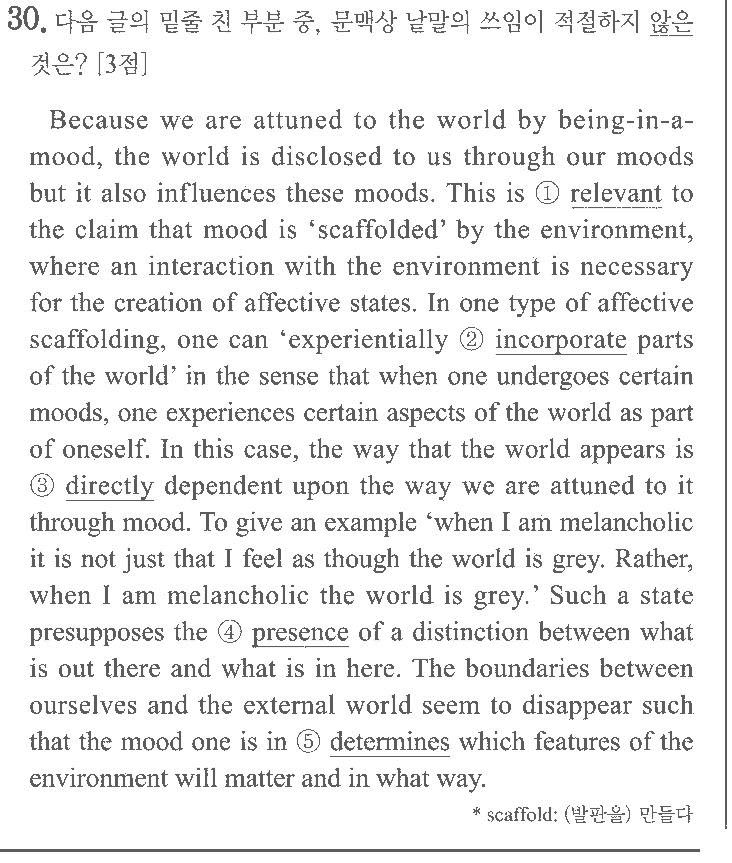 30. 다음 글의 밑줄 친 부분 중, 문맥상 낱말의 쓰임이 적절하지 않은
것은? [3점]
Because we are attuned to the world by being-in-a-
mood, the world is disclosed to us through our moods
but it also influences these moods. This is ① relevant to
the claim that mood is ‘scaffolded’ by the environment,
where an interaction with the environment is necessary
for the creation of affective states. In one type of affective
scaffolding, one can ‘experientially ② incorporate parts
of the world’ in the sense that when one undergoes certain
moods, one experiences certain aspects of the world as part
of oneself. In this case, the way that the world appears is
③ directly dependent upon the way we are attuned to it
through mood. To give an example ‘when I am melancholic
it is not just that I feel as though the world is grey. Rather,
when I am melancholic the world is grey.’ Such a state
presupposes the ④ presence of a distinction between what
is out there and what is in here. The boundaries between
ourselves and the external world seem to disappear such
that the mood one is in ⑤ determines which features of the
environment will matter and in what way.
* scaffold: (발판을) 만들다